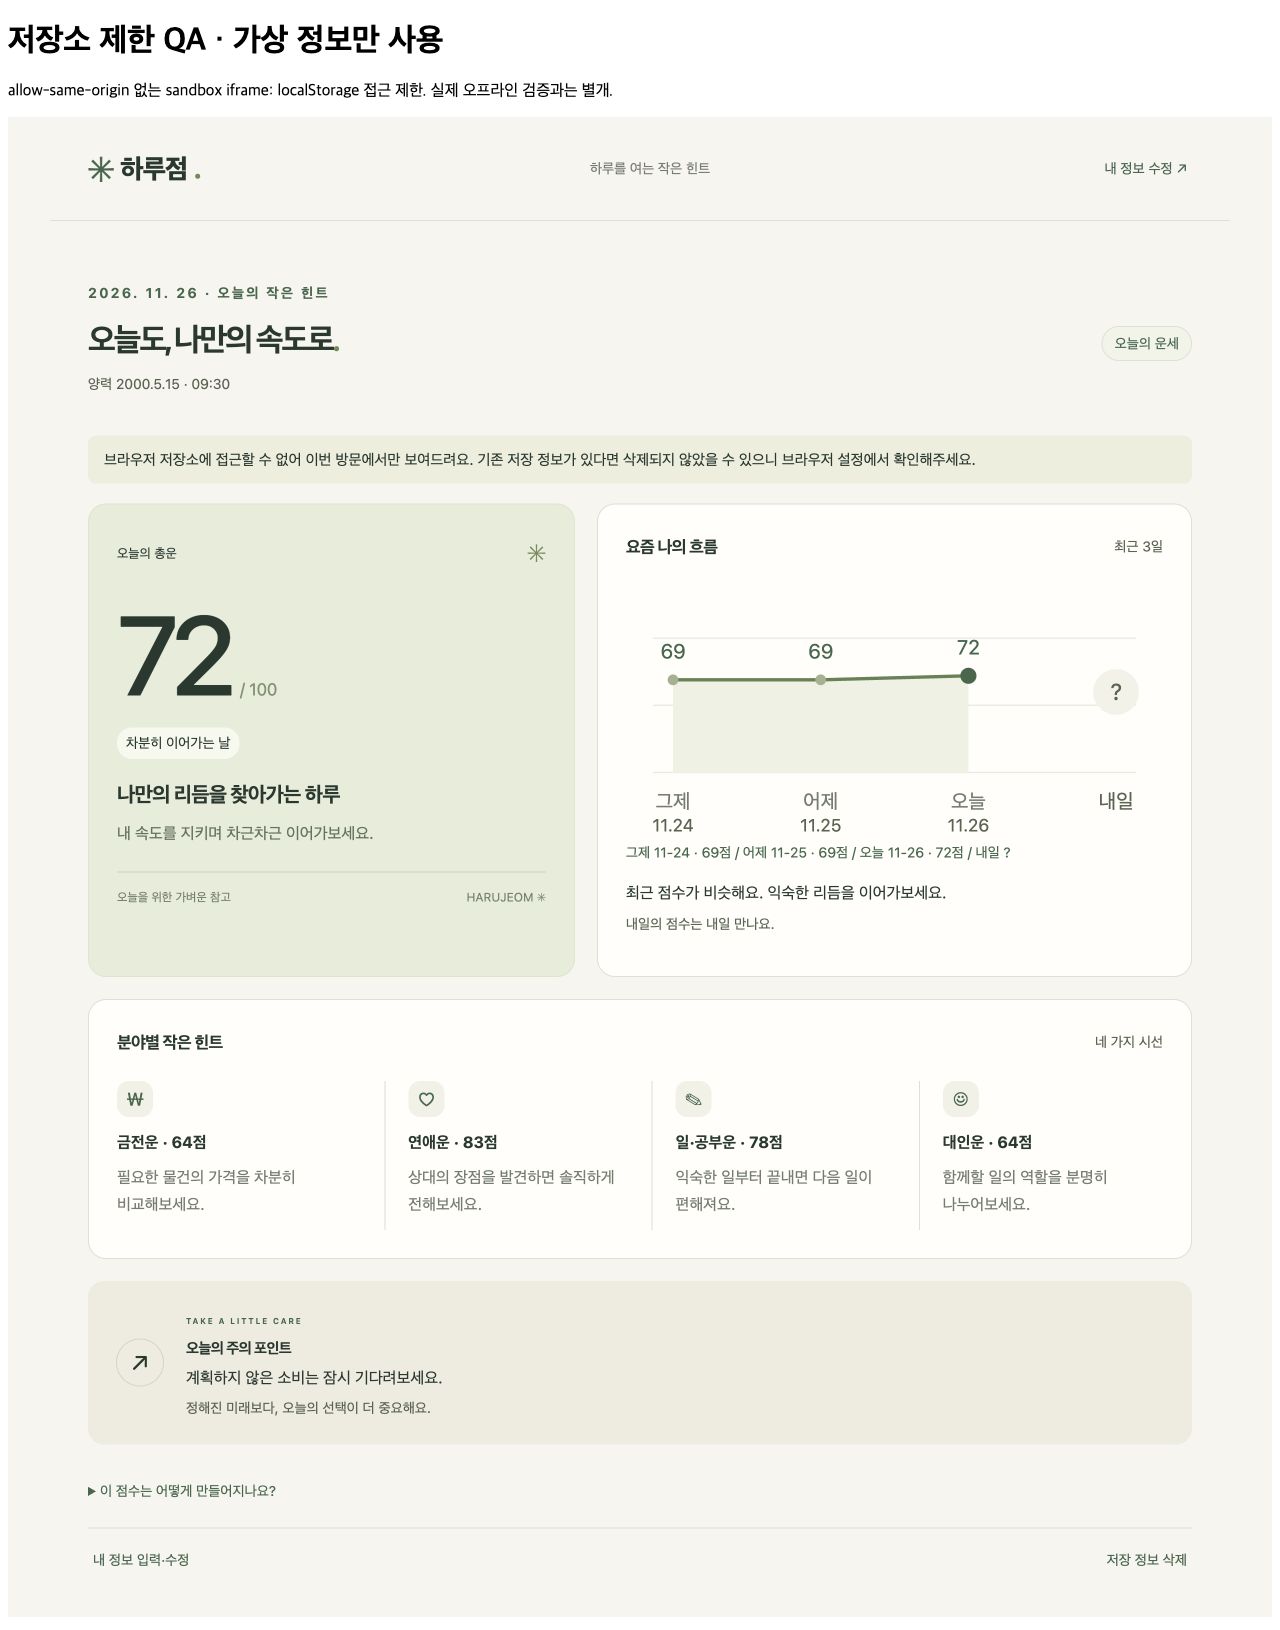 저장소 제한 QA · 가상 정보만 사용
allow-same-origin 없는 sandbox iframe: localStorage 접근 제한. 실제 오프라인 검증과는 별개.
하루점 .
하루를 여는 작은 힌트
내 정보 수정 ↗
2026. 11. 26 · 오늘의 작은 힌트
오늘도, 나만의 속도로.
오늘의 운세
양력 2000.5.15 · 09:30
브라우저 저장소에 접근할 수 없어 이번 방문에서만 보여드려요. 기존 저장 정보가 있다면 삭제되지 않았을 수 있으니 브라우저 설정에서 확인해주세요.
오늘의 총운
72 / 100
차분히 이어가는 날
나만의 리듬을 찾아가는 하루
내 속도를 지키며 차근차근 이어가보세요.
오늘을 위한 가벼운 참고
HARUJEOM ✳
요즘 나의 흐름
최근 3일
69
69
72
?
그제
11.24
어제
11.25
오늘
11.26
내일
그제 11-24 · 69점 / 어제 11-25 · 69점 / 오늘 11-26 · 72점 / 내일 ?
최근 점수가 비슷해요. 익숙한 리듬을 이어가보세요.
내일의 점수는 내일 만나요.
분야별 작은 힌트
네 가지 시선
₩
금전운 · 64점
필요한 물건의 가격을 차분히
비교해보세요.
연애운 · 83점
상대의 장점을 발견하면 솔직하게
전해보세요.
일·공부운 · 78점
익숙한 일부터 끝내면 다음 일이
편해져요.
대인운 · 64점
함께할 일의 역할을 분명히
나누어보세요.
TAKE A LITTLE CARE
오늘의 주의 포인트
계획하지 않은 소비는 잠시 기다려보세요.
정해진 미래보다, 오늘의 선택이 더 중요해요.
▶ 이 점수는 어떻게 만들어지나요?
내 정보 입력·수정
저장 정보 삭제